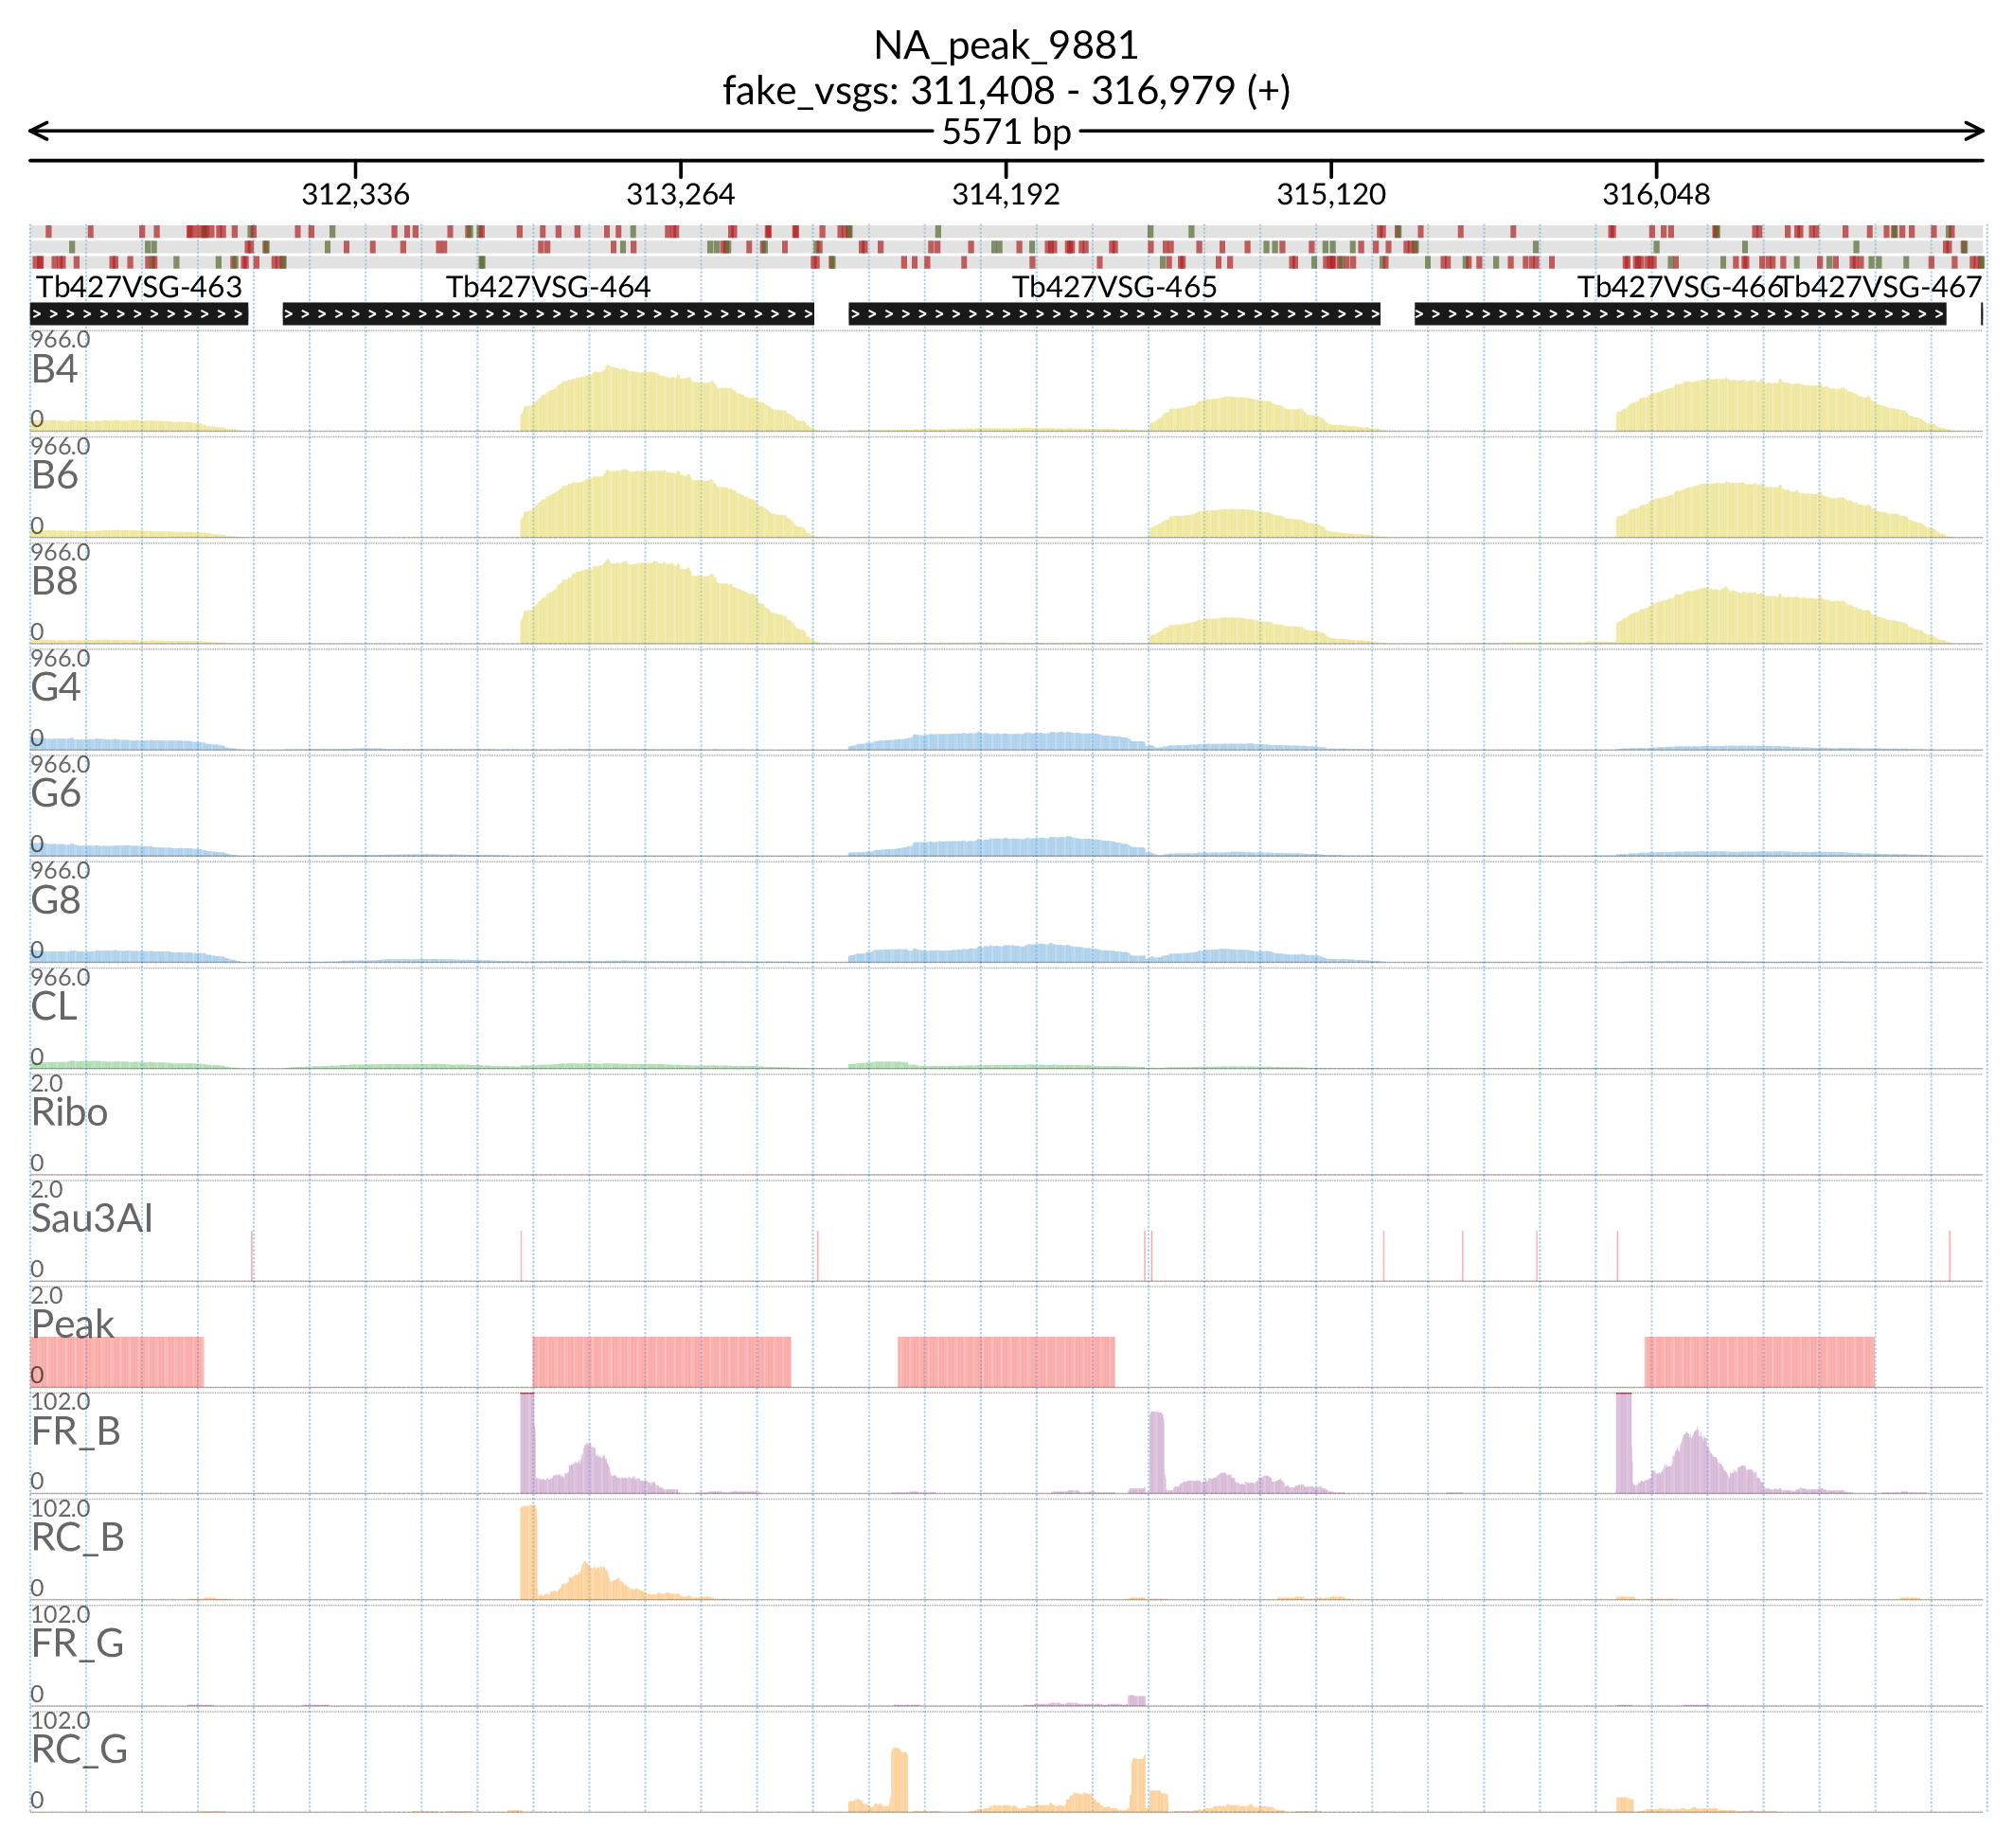 NA_peak_9881
fake_vsgs: 311,408 - 316,979 (+)
5571 bp
312,336 313,264 314,192 315,120 316,048
Tb427VSG-463 Tb427VSG-464 Tb427VSG-465 Tb427VSG-466 Tb427VSG-467
966.0
B4
0
966.0
B6
0
966.0
B8
0
966.0
G4
0
966.0
G6
0
966.0
G8
0
966.0
CL
0
2.0
Ribo
0
2.0
Sau3AI
0
2.0
Peak
0
102.0
FR_B
0
102.0
RC_B
0
102.0
FR_G
0
102.0
RC_G
0